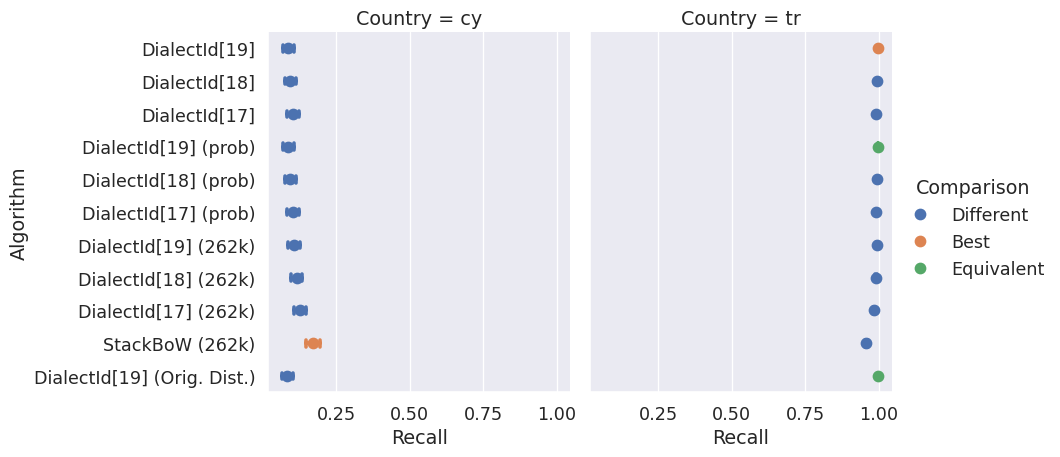 Country = cy
Country = tr
Algorithm
DialectId[19]
DialectId[18]
DialectId[17]
DialectId[19] (prob)
DialectId[18] (prob)
DialectId[17] (prob)
DialectId[19] (262k)
DialectId[18] (262k)
DialectId[17] (262k)
StackBoW (262k)
DialectId[19] (Orig. Dist.)
0.25 0.50 0.75 1.00
Recall
0.25 0.50 0.75 1.00
Recall
Comparison
Different
Best
Equivalent